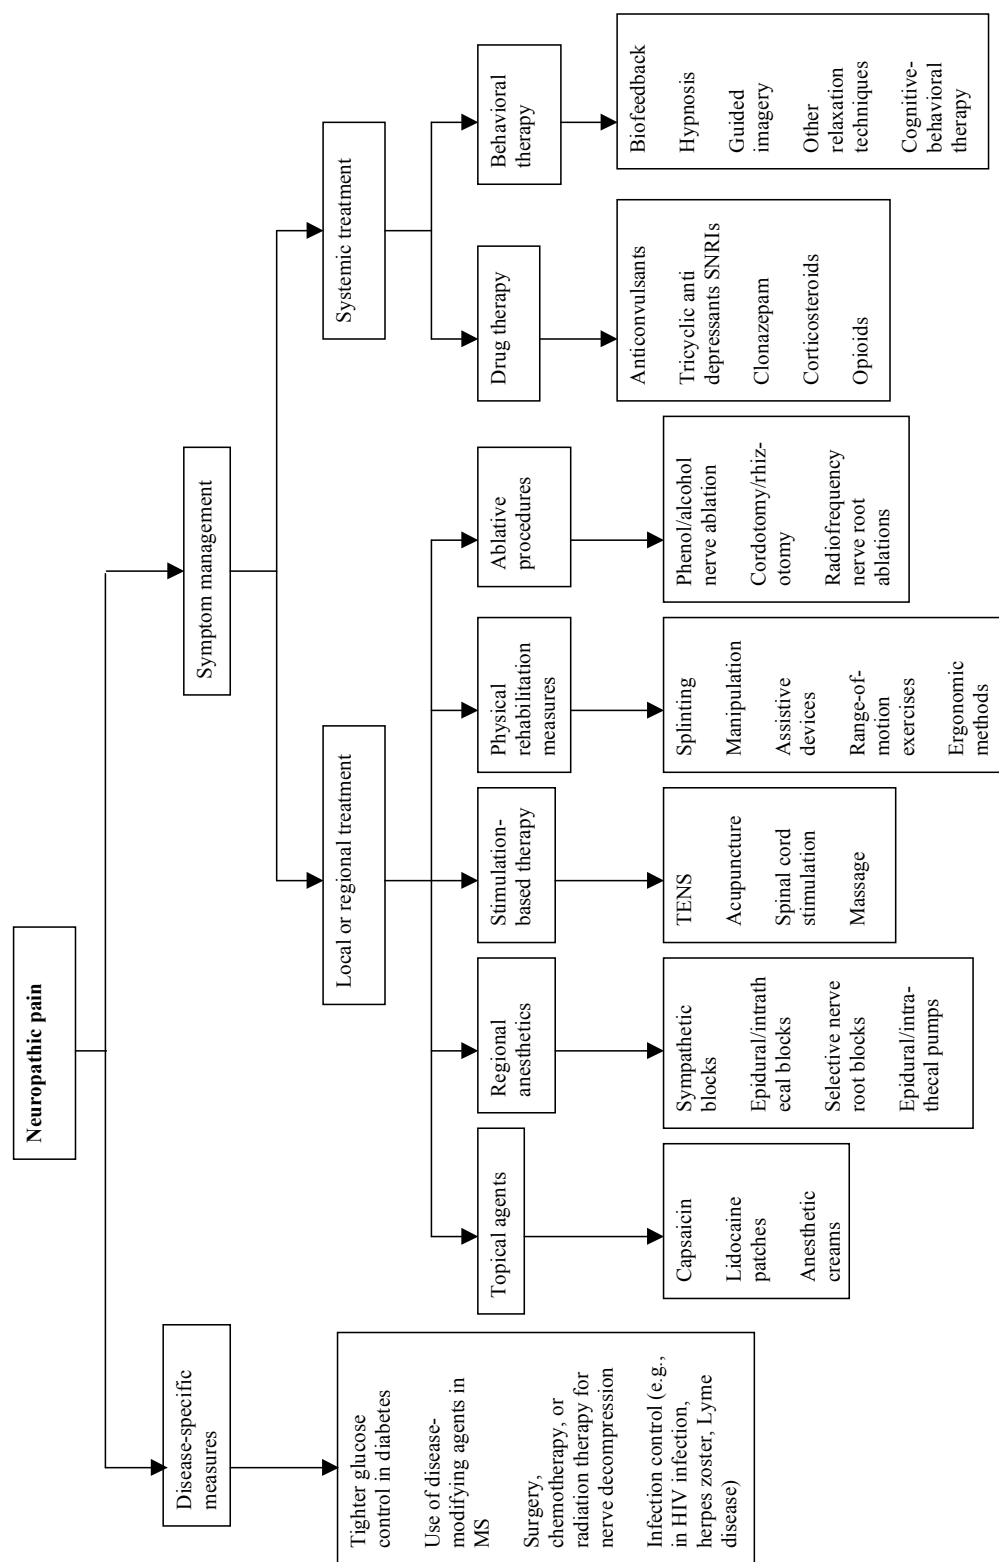 Neuropathic pain
Disease-specific
measures
Symptom management
Local or regional treatment
Systemic treatment
Topical agents
Regional
anesthetics
Stimulation-
based therapy
Physical
rehabilitation
measures
Ablative
procedures
Drug therapy
Behavioral
therapy
Tighter glucose
control in diabetes
Use of disease-
modifying agents in
MS
Surgery,
chemotherapy, or
radiation therapy for
nerve decompression
Infection control (e.g.,
in HIV infection,
herpes zoster, Lyme
disease)
Capsaicin
Lidocaine
patches
Anesthetic
creams
Sympathetic
blocks
Epidural/intrath
ecal blocks
Selective nerve
root blocks
Epidural/intra-
thecal pumps
TENS
Acupuncture
Spinal cord
stimulation
Massage
Splinting
Manipulation
Assistive
devices
Range-of-
motion
exercises
Ergonomic
methods
Phenol/alcohol
nerve ablation
Cordotomy/rhiz-
otomy
Radiofrequency
nerve root
ablations
Anticonvulsants
Tricyclic anti
depressants SNRIs
Clonazepam
Corticosteroids
Opioids
Biofeedback
Hypnosis
Guided
imagery
Other
relaxation
techniques
Cognitive-
behavioral
therapy